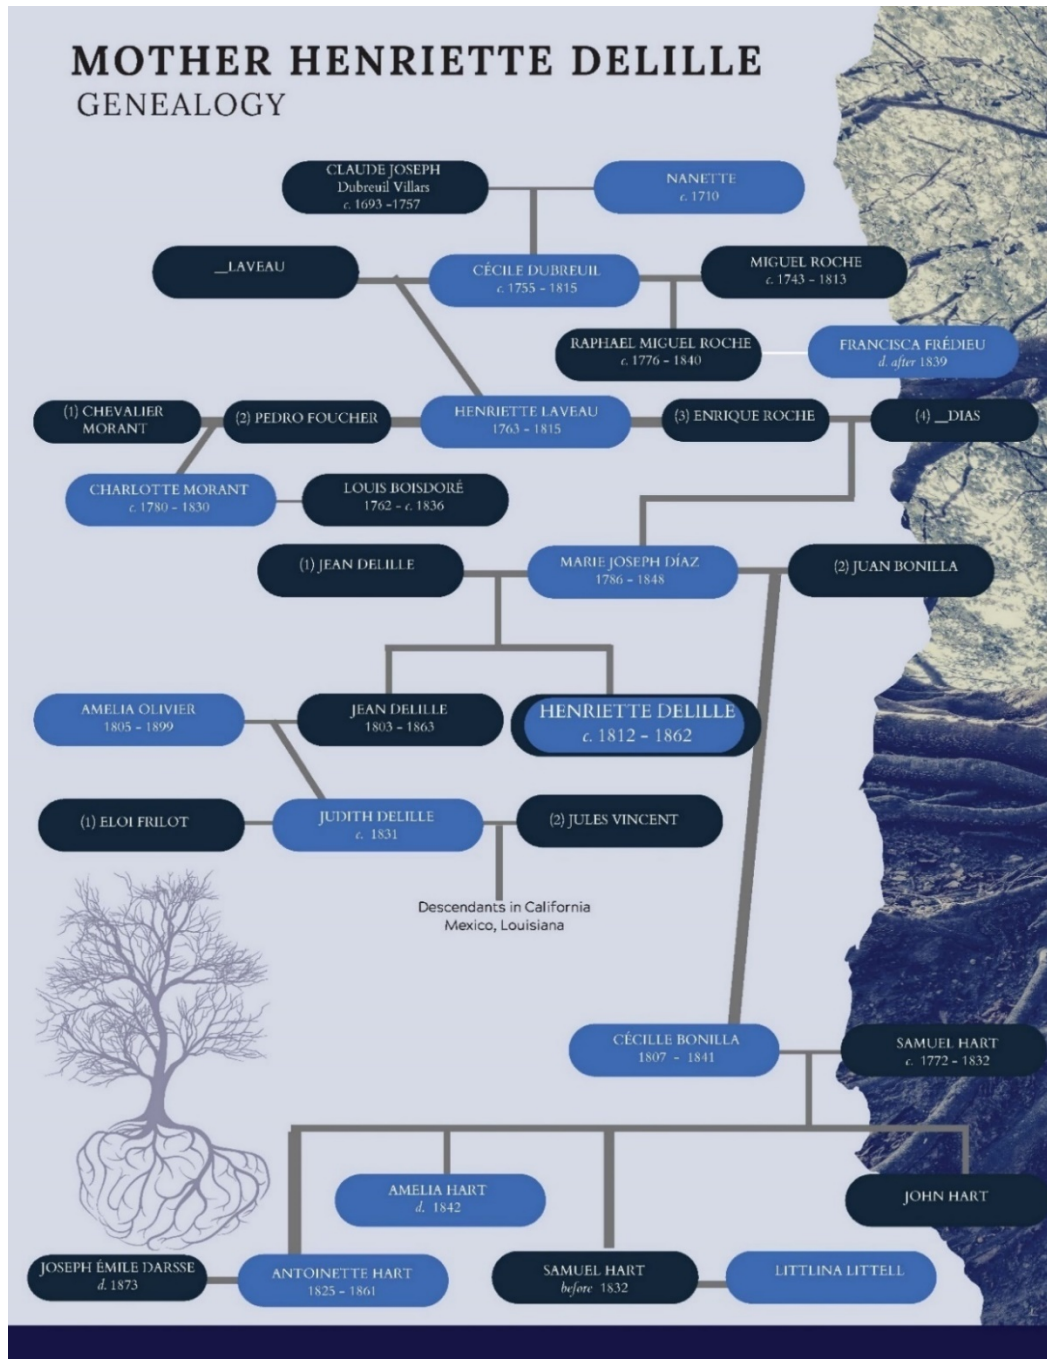 MOTHER HENRIETTE DELILLE
GENEALOGY
CLAUDE JOSEPH
Dubreuil Villars
c. 1693 –1757
NANETTE
c. 1710
__LAVEAU
CÉCILE DUBREUIL
c. 1755 – 1815
MIGUEL ROCHE
c. 1743 – 1813
RAPHAEL MIGUEL ROCHE
c. 1776 – 1840
FRANCISCA FRÉDIEU
d. after 1839
(1) CHEVALIER
MORANT
(2) PEDRO FOUCHER
HENRIETTE LAVEAU
1763 – 1815
(3) ENRIQUE ROCHE
(4) __DIAS
CHARLOTTE MORANT
c. 1780 – 1830
LOUIS BOISDORÉ
1762 – c. 1836
(1) JEAN DELILLE
MARIE JOSEPH DÍAZ
1786 – 1848
(2) JUAN BONILLA
AMELIA OLIVIER
1805 – 1899
JEAN DELILLE
1803 – 1863
HENRIETTE DELILLE
c. 1812 – 1862
(1) ELOI FRILOT
JUDITH DELILLE
c. 1831
(2) JULES VINCENT
Descendants in California
Mexico, Louisiana
CÉCILLE BONILLA
1807 – 1841
SAMUEL HART
c. 1772 – 1832
AMELIA HART
d. 1842
JOHN HART
JOSEPH ÉMILE DARSSE
d. 1873
ANTOINETTE HART
1825 – 1861
SAMUEL HART
before 1832
LITTLINA LITTELL